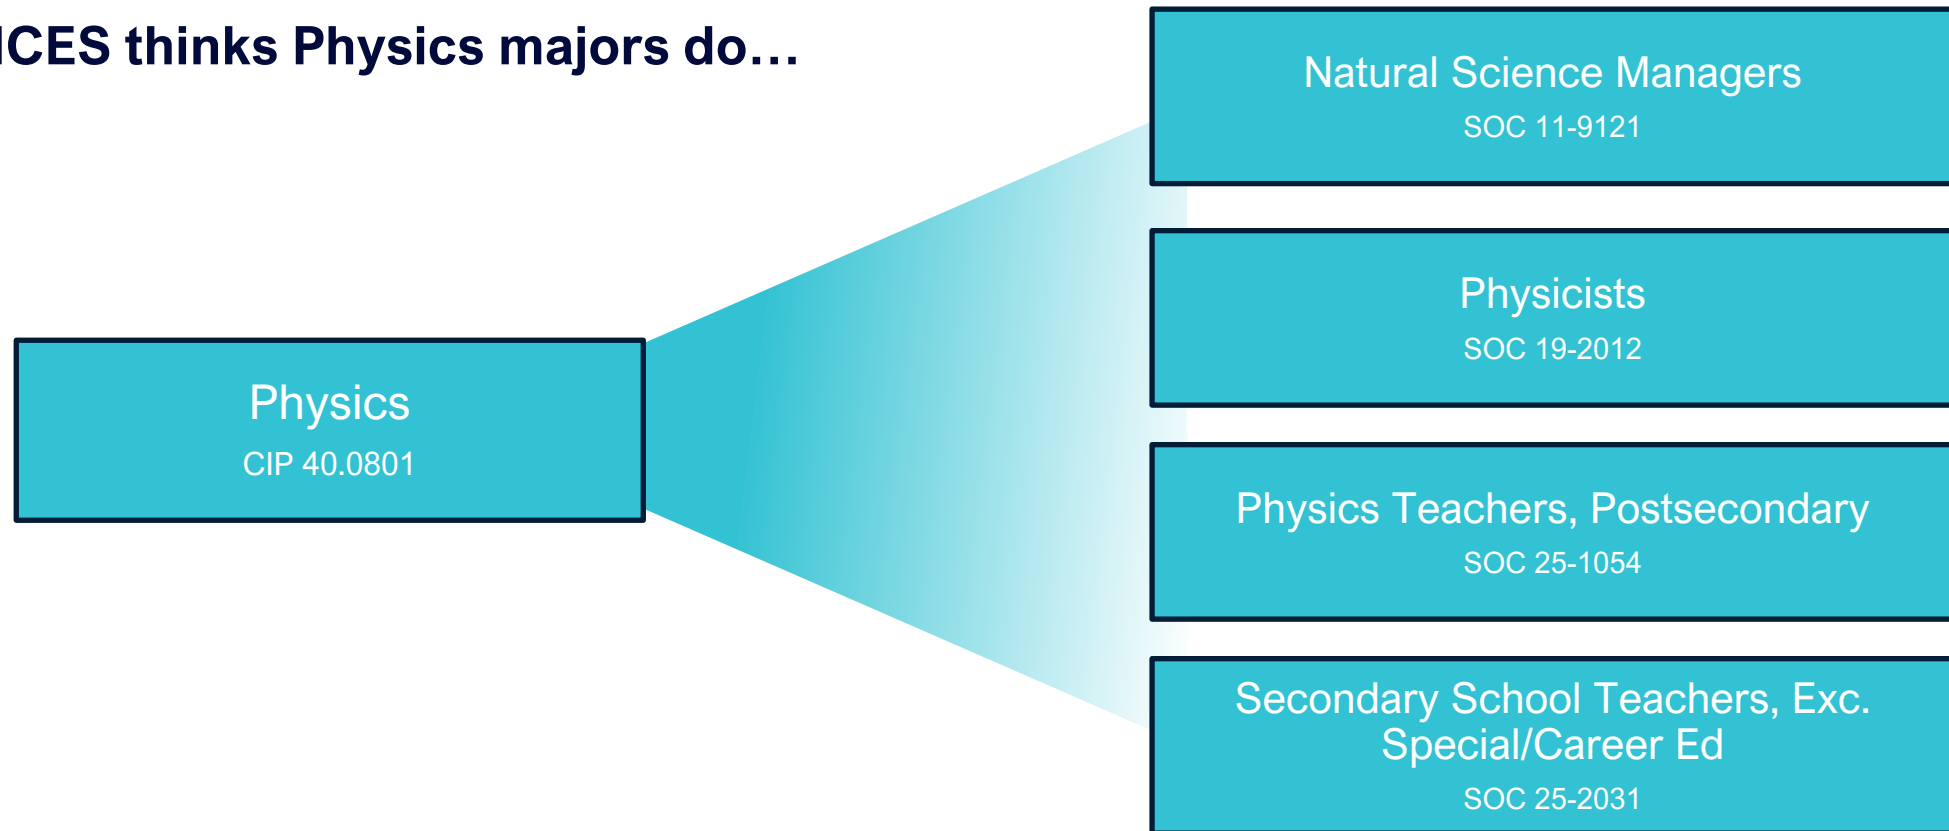 NCES thinks Physics majors do…
Natural Science Managers
SOC 11-9121
Physicists
SOC 19-2012
Physics
CIP 40.0801
Physics Teachers, Postsecondary
SOC 25-1054
Secondary School Teachers, Exc.
Special/Career Ed
SOC 25-2031